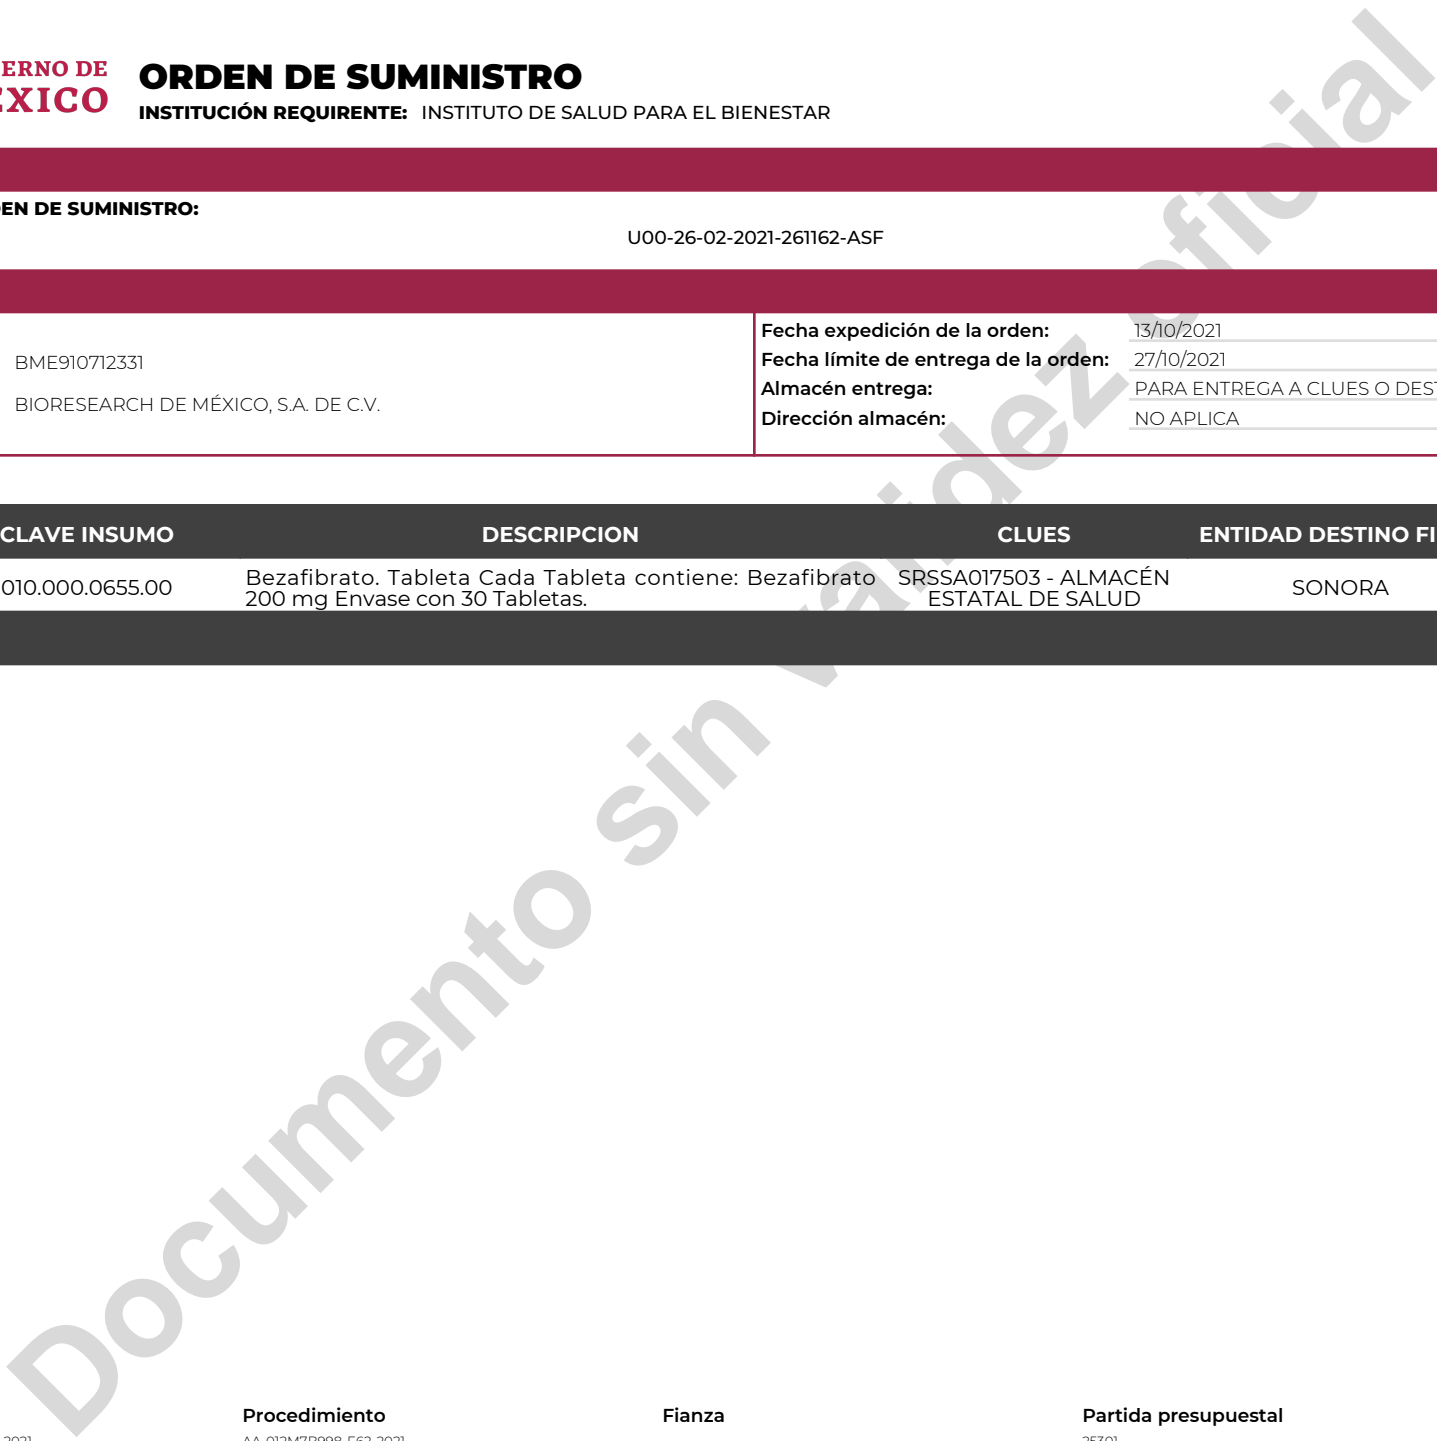 ERNO DE
EXICO
ORDEN DE SUMINISTRO
INSTITUCIÓN REQUIRENTE: INSTITUTO DE SALUD PARA EL BIENESTAR
EN DE SUMINISTRO:
U00-26-02-2021-261162-ASF
BME910712331
BIORESEARCH DE MÉXICO, S.A. DE C.V.
Fecha expedición de la orden: 13/10/2021
Fecha límite de entrega de la orden: 27/10/2021
Almacén entrega: PARA ENTREGA A CLUES O DEST
Dirección almacén: NO APLICA
CLAVE INSUMO DESCRIPCION CLUES ENTIDAD DESTINO FI
010.000.0655.00 Bezafibrato. Tableta Cada Tableta contiene: Bezafibrato 
200 mg Envase con 30 Tabletas.
SRSSA017503 - ALMACÉN
ESTATAL DE SALUD
SONORA
Documento sin validez oficial
Procedimiento Fianza Partida presupuestal